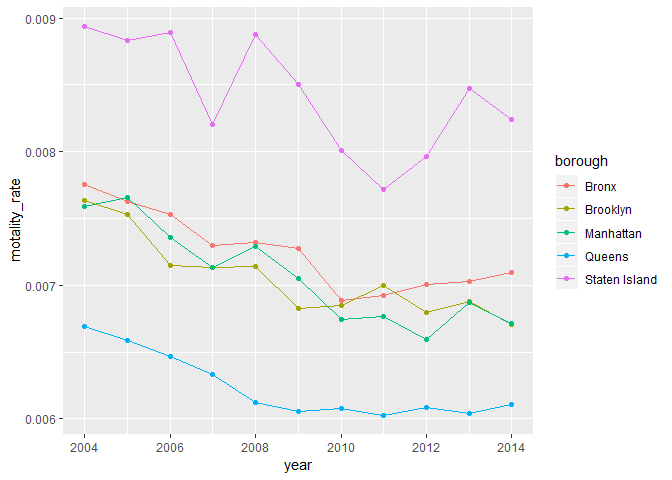 0.009
0.008
0.007
0.006
motality_rate
2004
2006
2008
2010
2012
2014
year
borough
Bronx
Brooklyn
Manhattan
Queens
Staten Island